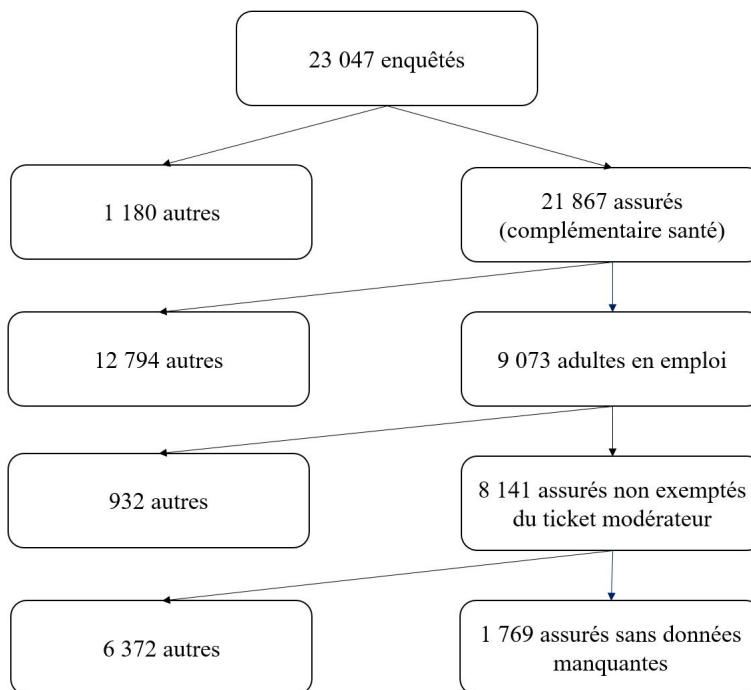 23 047 enquêtés
1 180 autres
21 867 assurés
(complémentaire santé)
12 794 autres
9 073 adultes en emploi
932 autres
8 141 assurés non exemptés
du ticket modérateur
6 372 autres
1 769 assurés sans données
manquantes